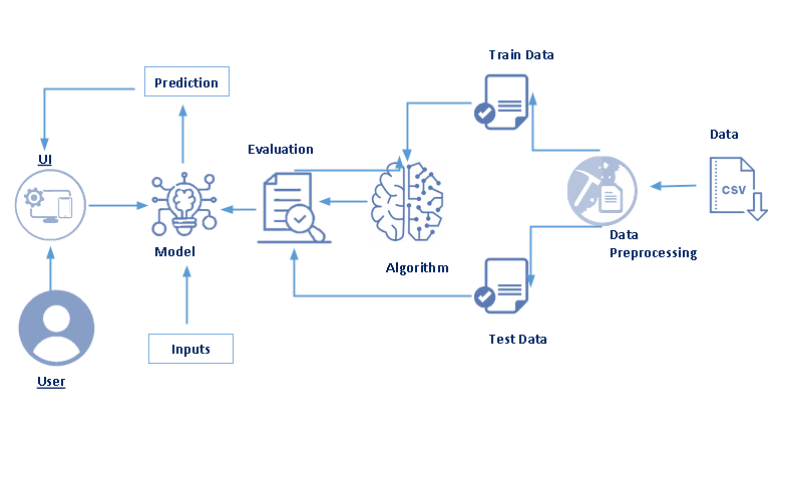 Train Data
Prediction
Data
Evaluation
UI
CSV
Data
Preprocessing
Model
Algorithm
Test Data
Inputs
User